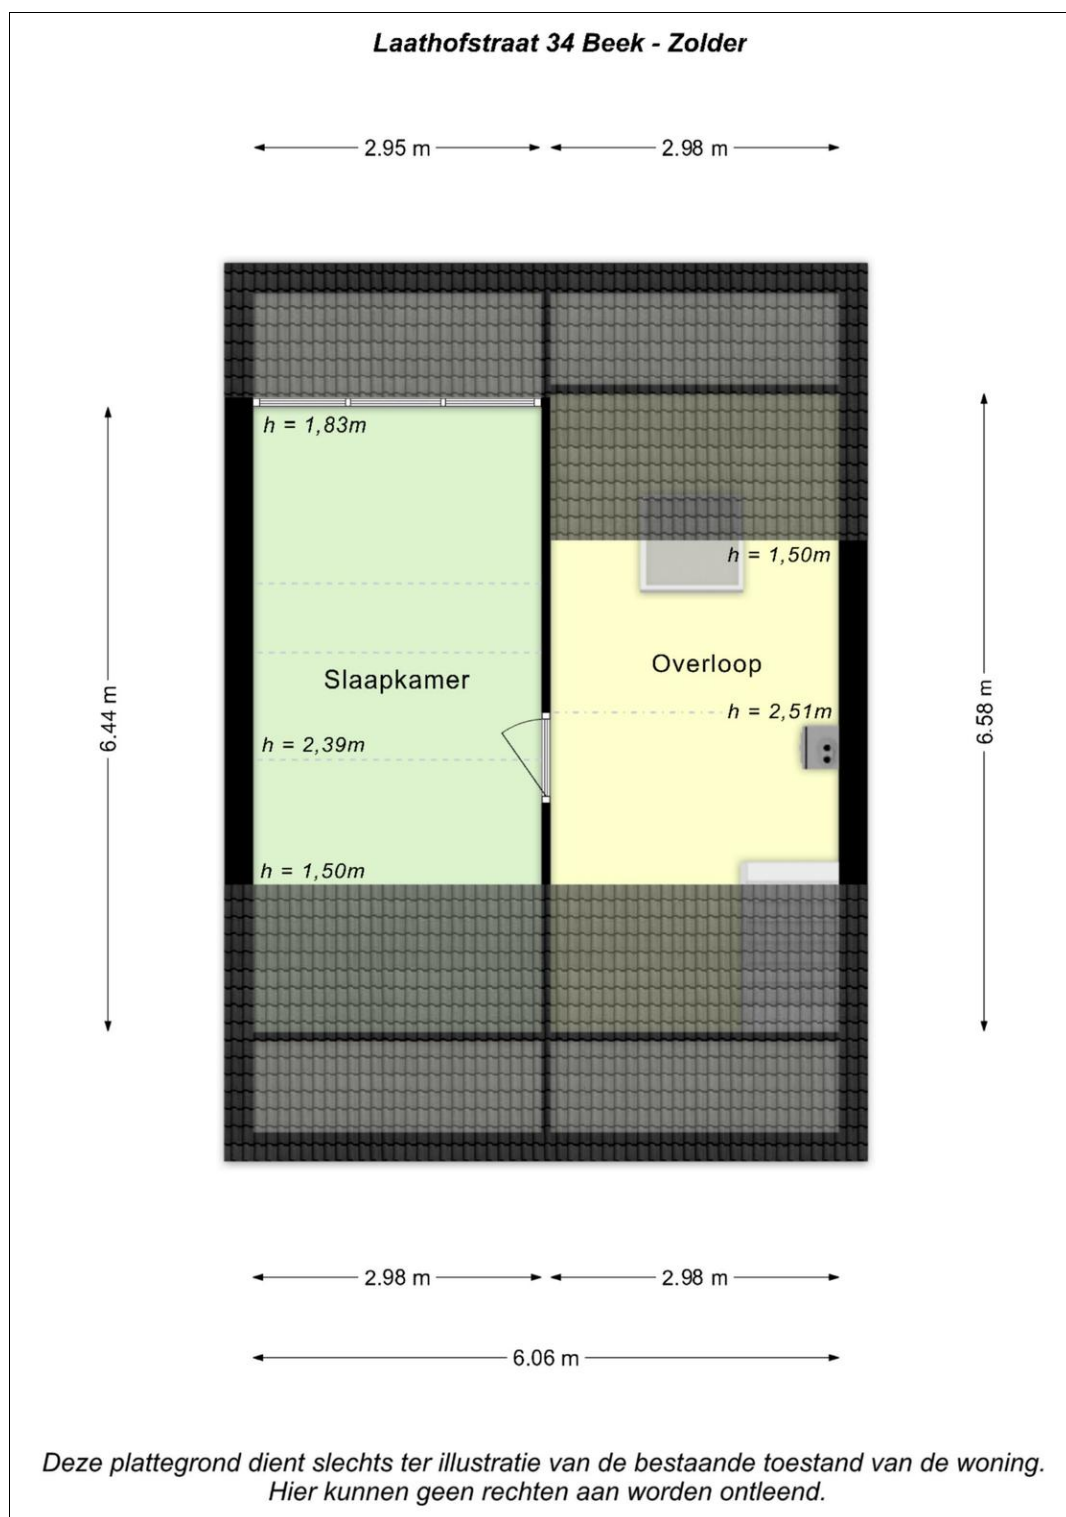 Laathofstraat 34 Beek - Zolder
2.95 m
2.98 m
h = 1,83m
h = 1,50m
Overloop
Slaapkamer
h = 2,51m
6.44 m
6.58 m
h = 2,39m
h = 1,50m
2.98 m
2.98 m
6.06 m
Deze plattegrond dient slechts ter illustratie van de bestaande toestand van de woning.
Hier kunnen geen rechten aan worden ontleend.